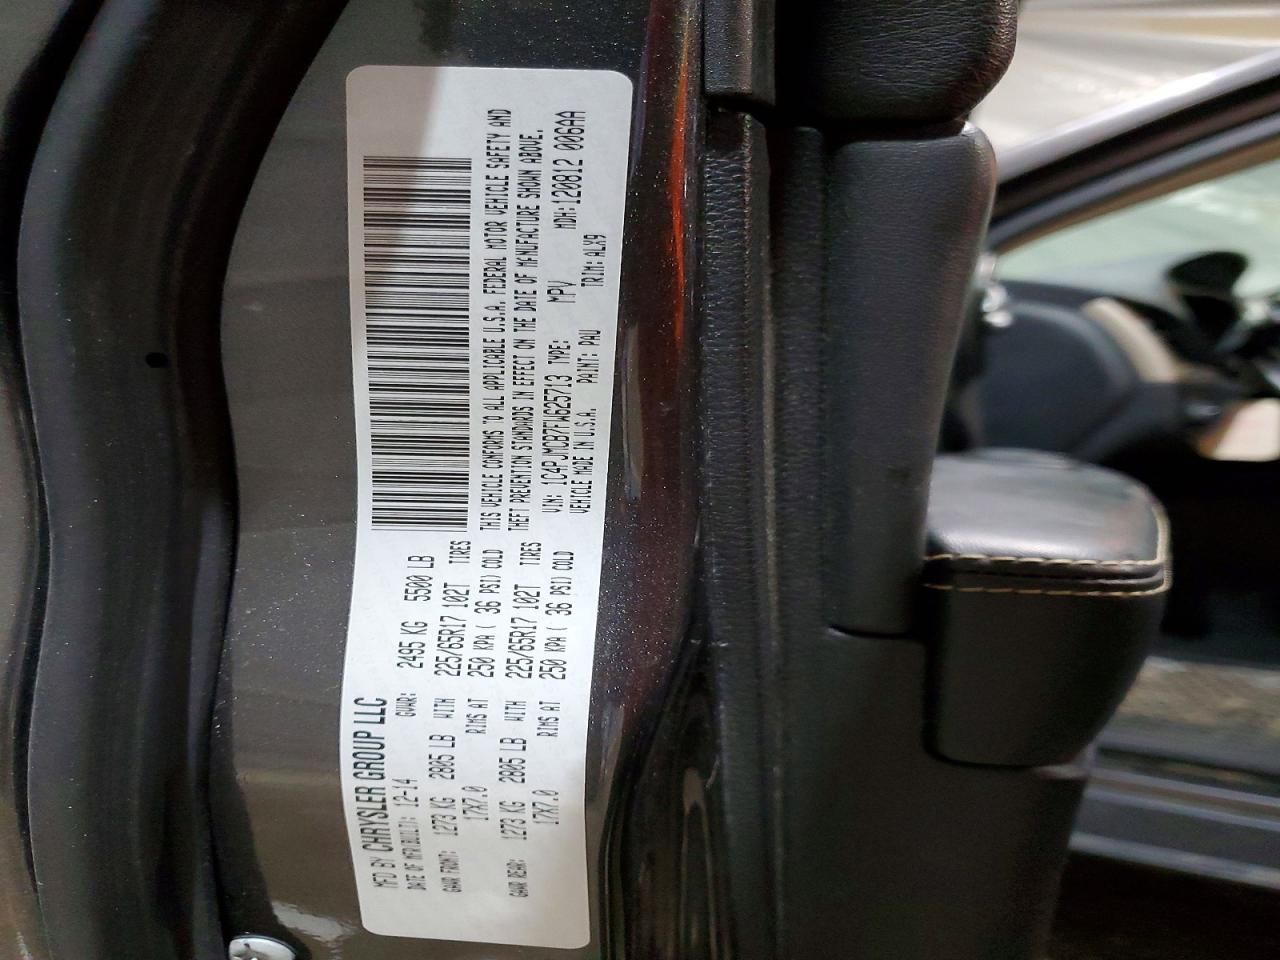 MFD BY CHRYSLER GROUP LLC
DATE OF MFR(BUILT): 12-14 GVWR: 2495 KG 5500 LB
GAWR FRONT: 1273 KG 2805 LB WITH 225/65R17 102T TIRES
17X7.0 RIMS AT 250 KPA ( 36 PSI) COLD
GAWR REAR: 1273 KG 2805 LB WITH 225/65R17 102T TIRES
17X7.0 RIMS AT 250 KPA ( 36 PSI) COLD
THIS VEHICLE CONFORMS TO ALL APPLICABLE U.S.A. FEDERAL MOTOR VEHICLE SAFETY AND
THEFT PREVENTION STANDARDS IN EFFECT ON THE DATE OF MANUFACTURE SHOWN ABOVE.
VIN: 1C4PJMCB7FW625713 TYPE: MPV MDH: 120812 006AA
VEHICLE MADE IN U.S.A. PAINT: PAU TRIM: ALX9